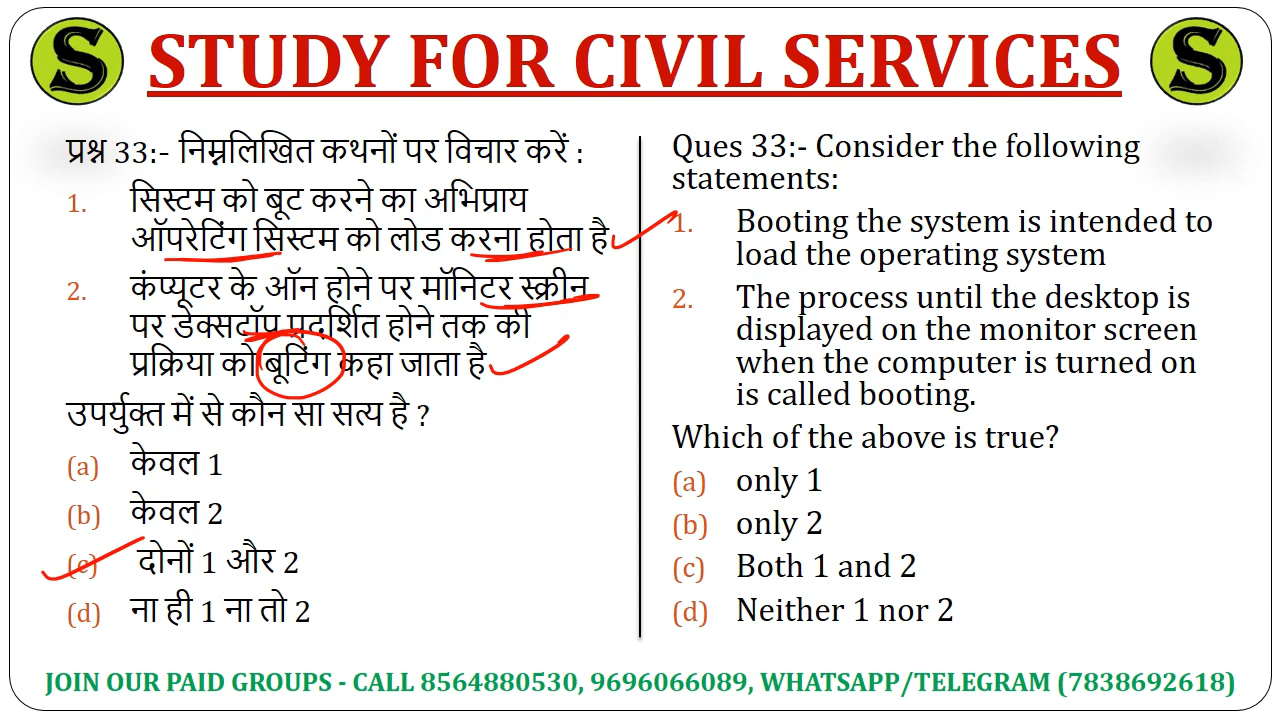 S STUDY FOR CIVIL SERVICES S
प्रश्न 33:- निम्नलिखित कथनों पर विचार करें :
1. सिस्टम को बूट करने का अभिप्राय
ऑपरेटिंग सिस्टम को लोड करना होता है
2. कंप्यूटर के ऑन होने पर मॉनिटर स्क्रीन
पर डेक्सटॉप प्रदर्शित होने तक की
प्रक्रिया को बूटिंग कहा जाता है
उपर्युक्त में से कौन सा सत्य है ?
(a) केवल 1
(b) केवल 2
(c) दोनों 1 और 2
(d) ना ही 1 ना तो 2
Ques 33:- Consider the following
statements:
1. Booting the system is intended to
load the operating system
2. The process until the desktop is
displayed on the monitor screen
when the computer is turned on
is called booting.
Which of the above is true?
(a) only 1
(b) only 2
(c) Both 1 and 2
(d) Neither 1 nor 2
JOIN OUR PAID GROUPS - CALL 8564880530, 9696066089, WHATSAPP/TELEGRAM (7838692618)